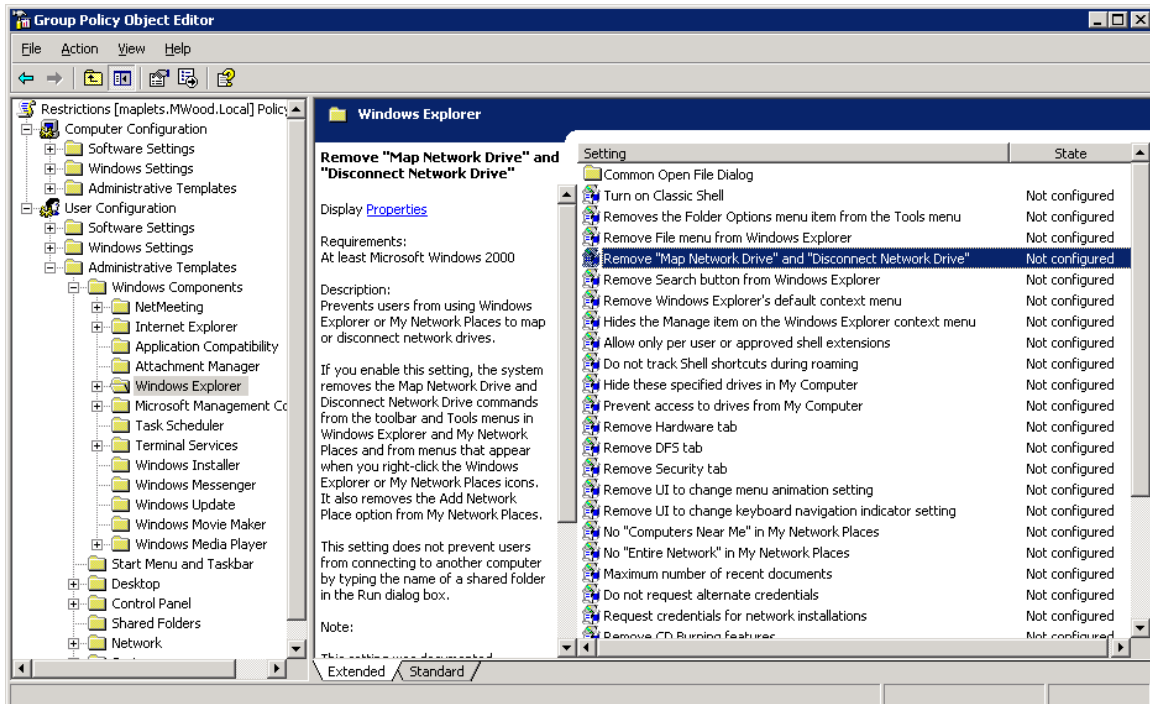 Group Policy Object Editor
File Action View Help
Restrictions [maplets.MWood.Local] Policy
Computer Configuration
Software Settings
Windows Settings
Administrative Templates
User Configuration
Software Settings
Windows Settings
Administrative Templates
Windows Components
NetMeeting
Internet Explorer
Application Compatibility
Attachment Manager
Windows Explorer
Microsoft Management Co
Task Scheduler
Terminal Services
Windows Installer
Windows Messenger
Windows Update
Windows Movie Maker
Windows Media Player
Start Menu and Taskbar
Desktop
Control Panel
Shared Folders
Network
Windows Explorer
Remove "Map Network Drive" and
"Disconnect Network Drive"
Display Properties
Requirements:
At least Microsoft Windows 2000
Description:
Prevents users from using Windows
Explorer or My Network Places to map
or disconnect network drives.
If you enable this setting, the system
removes the Map Network Drive and
Disconnect Network Drive commands
from the toolbar and Tools menus in
Windows Explorer and My Network
Places and from menus that appear
when you right-click the Windows
Explorer or My Network Places icons.
It also removes the Add Network
Place option from My Network Places.
This setting does not prevent users
from connecting to another computer
by typing the name of a shared folder
in the Run dialog box.
Note:
This setting was documented
Setting State
Common Open File Dialog
Turn on Classic Shell Not configured
Removes the Folder Options menu item from the Tools menu Not configured
Remove File menu from Windows Explorer Not configured
Remove "Map Network Drive" and "Disconnect Network Drive" Not configured
Remove Search button from Windows Explorer Not configured
Remove Windows Explorer's default context menu Not configured
Hides the Manage item on the Windows Explorer context menu Not configured
Allow only per user or approved shell extensions Not configured
Do not track Shell shortcuts during roaming Not configured
Hide these specified drives in My Computer Not configured
Prevent access to drives from My Computer Not configured
Remove Hardware tab Not configured
Remove DFS tab Not configured
Remove Security tab Not configured
Remove UI to change menu animation setting Not configured
Remove UI to change keyboard navigation indicator setting Not configured
No "Computers Near Me" in My Network Places Not configured
No "Entire Network" in My Network Places Not configured
Maximum number of recent documents Not configured
Do not request alternate credentials Not configured
Request credentials for network installations Not configured
Remove CD Burning features Not configured
Extended Standard